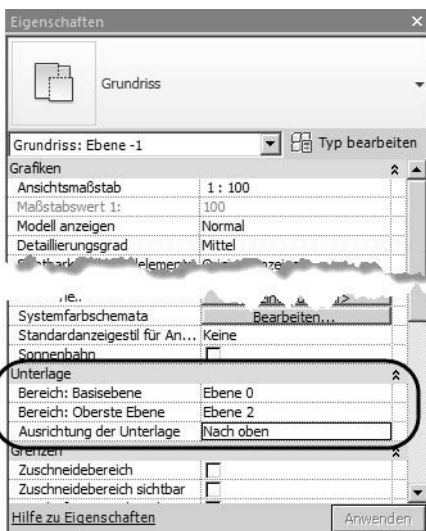 Eigenschaften
Grundriss
Grundriss: Ebene -1 Typ bearbeiten
Grafiken
Ansichtsmaßstab 1 : 100
Maßstabswert 1: 100
Modell anzeigen Normal
Detaillierungsgrad Mittel
Systemfarbschemata Bearbeiten...
Standardanzeigestil für An... Keine
Sonnenbahn
Unterlage
Bereich: Basisebene Ebene 0
Bereich: Oberste Ebene Ebene 2
Ausrichtung der Unterlage Nach oben
Grenzen
Zuschneidebereich
Zuschneidebereich sichtbar
Hilfe zu Eigenschaften Anwenden